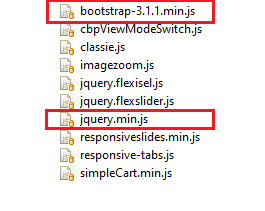 bootstrap-3.1.1.min.js
cbpViewModeSwitch.js
classie.js
imagezoom.js
jquery.flexisel.js
jquery.flexslider.js
jquery.min.js
responsiveslides.min.js
responsive-tabs.js
simpleCart.min.js